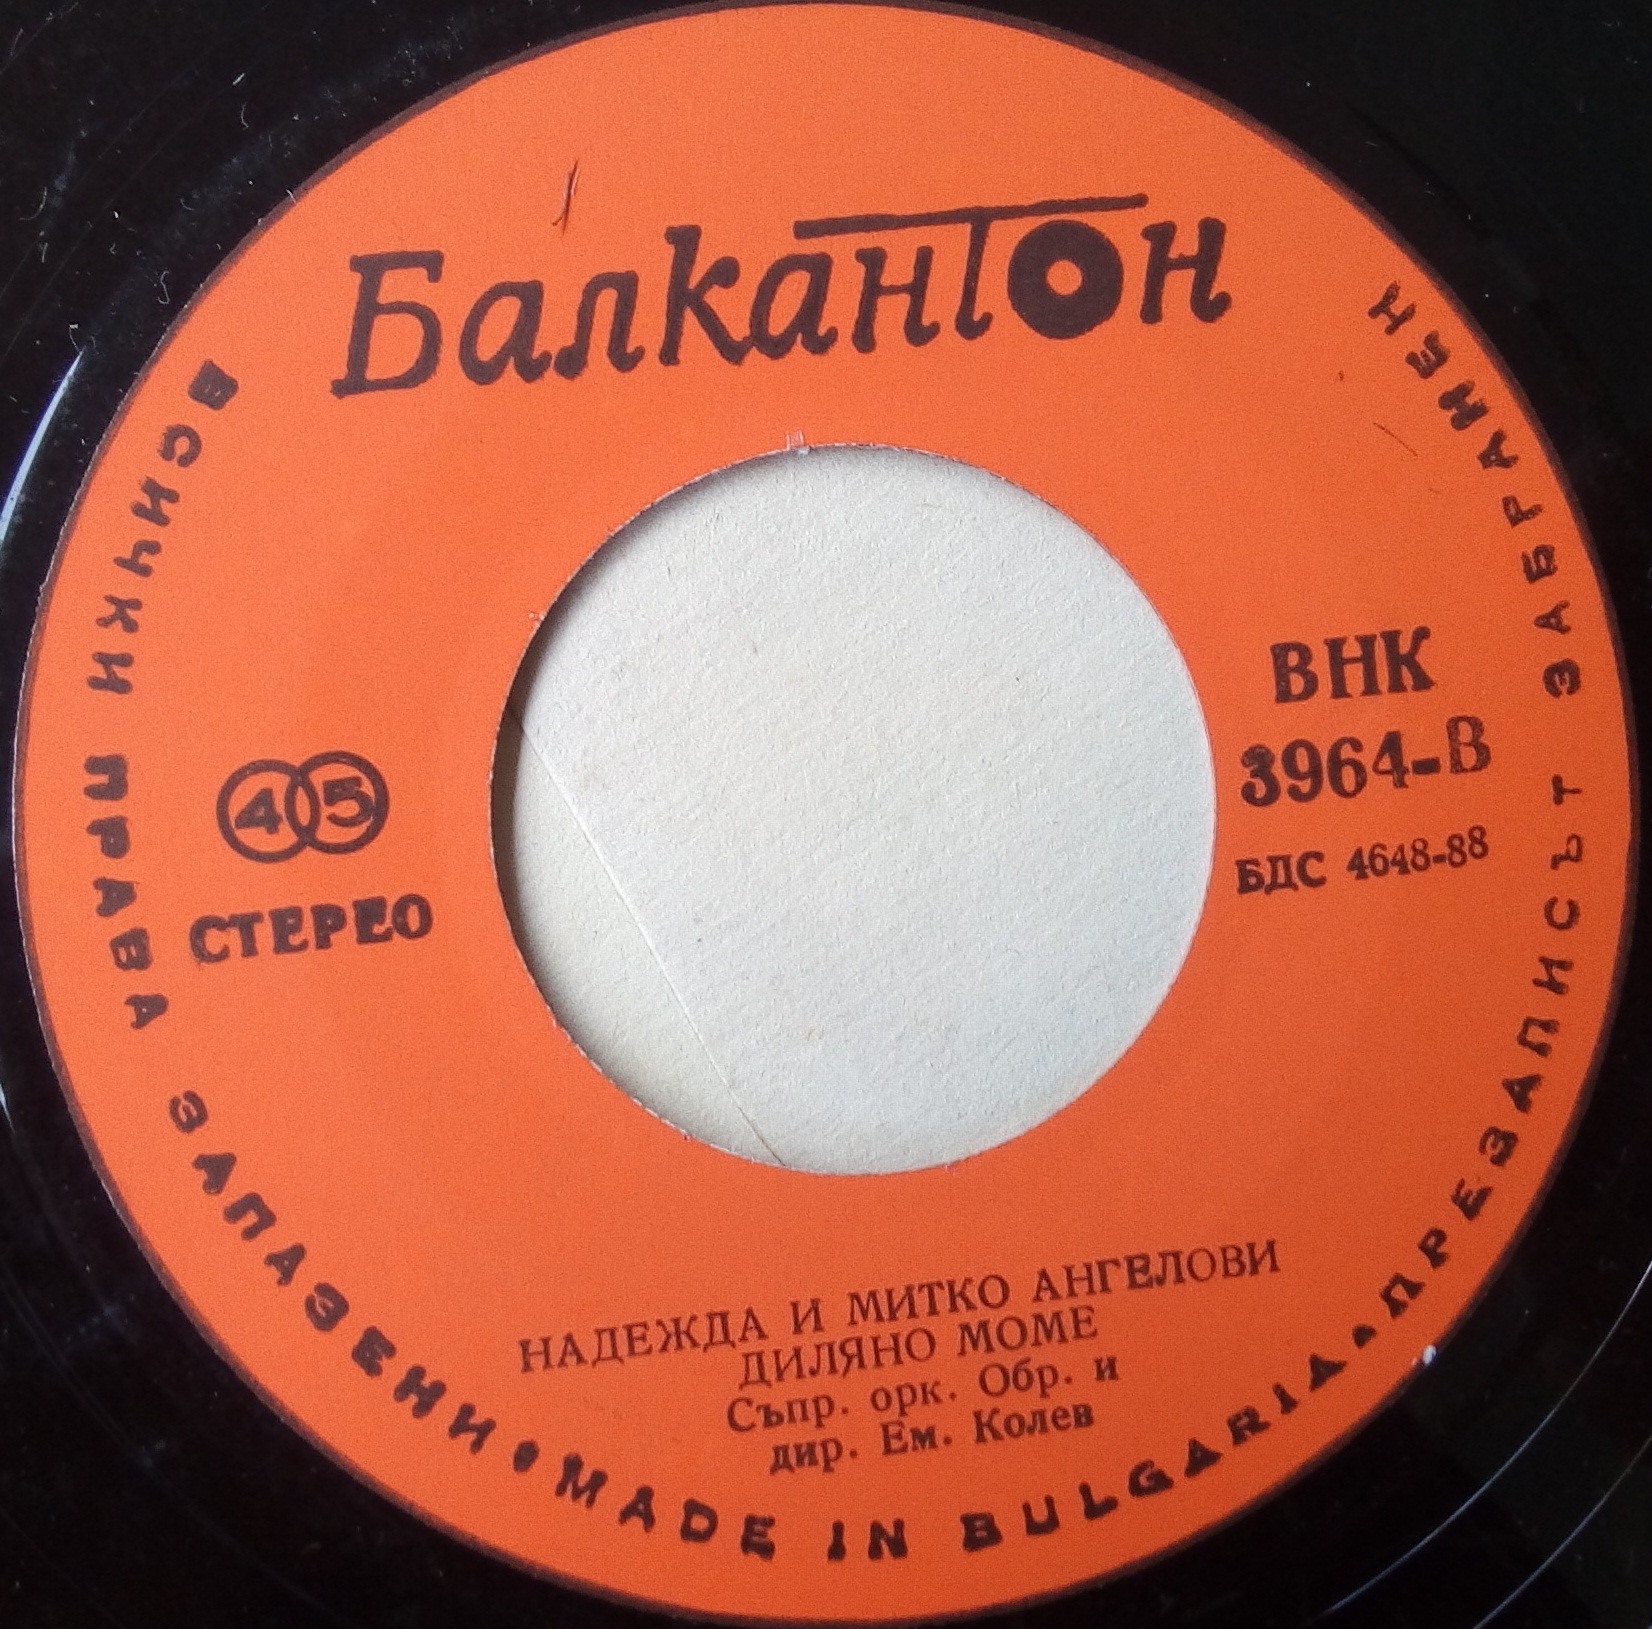 Балкантон
ВСИЧКИ ПРАВА ЗАПАЗЕНИ • MADE IN BULGARIA • ПРЕЗАПИСЪТ ЗАБРАНЕН
45
СТЕРЕО
ВНК
3964-В
БДС 4648-88
НАДЕЖДА И МИТКО АНГЕЛОВИ
ДИЛЯНО МОМЕ
Съпр. орк. Обр. и
дир. Ем. Колев